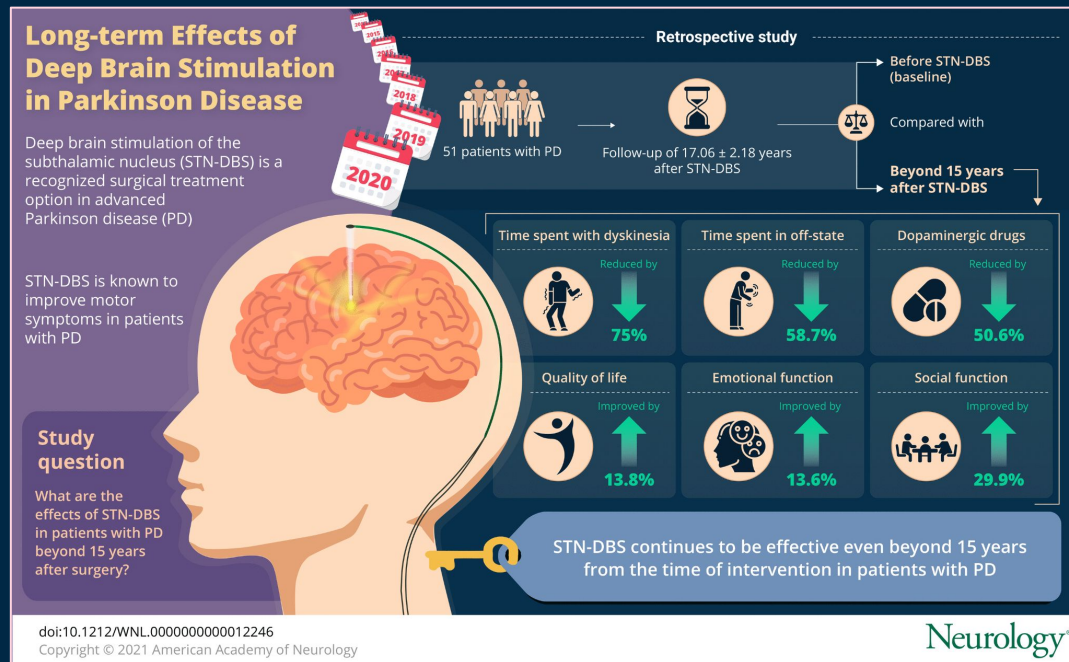 Long-term Effects of
Deep Brain Stimulation
in Parkinson Disease
Deep brain stimulation of the
subthalamic nucleus (STN-DBS) is a
recognized surgical treatment
option in advanced
Parkinson disease (PD)
STN-DBS is known to
improve motor
symptoms in patients
with PD
Study
question
What are the
effects of STN-DBS
in patients with PD
beyond 15 years
after surgery?
2015
2018
2019
2020
Retrospective study
51 patients with PD
Follow-up of 17.06 ± 2.18 years
after STN-DBS
Before STN-DBS
(baseline)
Compared with
Beyond 15 years
after STN-DBS
Time spent with dyskinesia
Reduced by
75%
Time spent in off-state
Reduced by
58.7%
Dopaminergic drugs
Reduced by
50.6%
Quality of life
Improved by
13.8%
Emotional function
Improved by
13.6%
Social function
Improved by
29.9%
STN-DBS continues to be effective even beyond 15 years
from the time of intervention in patients with PD
doi:10.1212/WNL.0000000000012246
Copyright © 2021 American Academy of Neurology
Neurology®